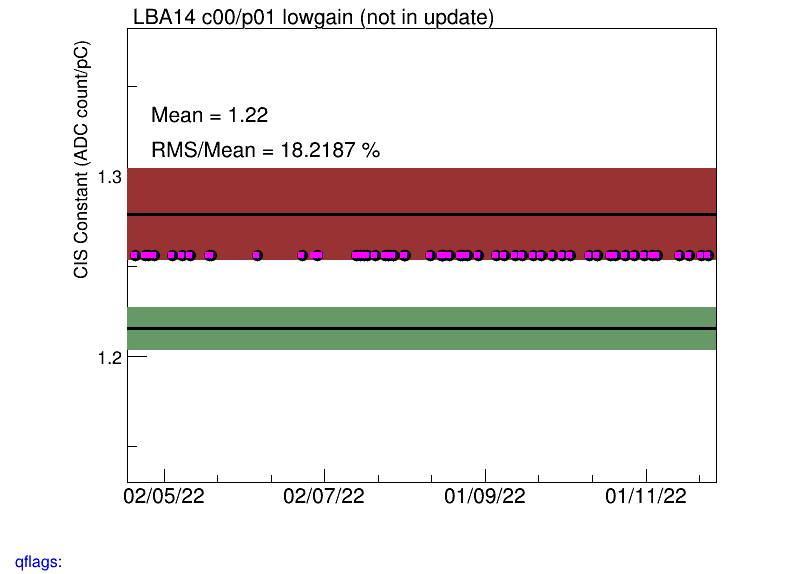 LBA14 c00/p01 lowgain (not in update)
CIS Constant (ADC count/pC)
Mean = 1.22
RMS/Mean = 18.2187 %
1.3
1.2
02/05/22
02/07/22
01/09/22
01/11/22
qflags: